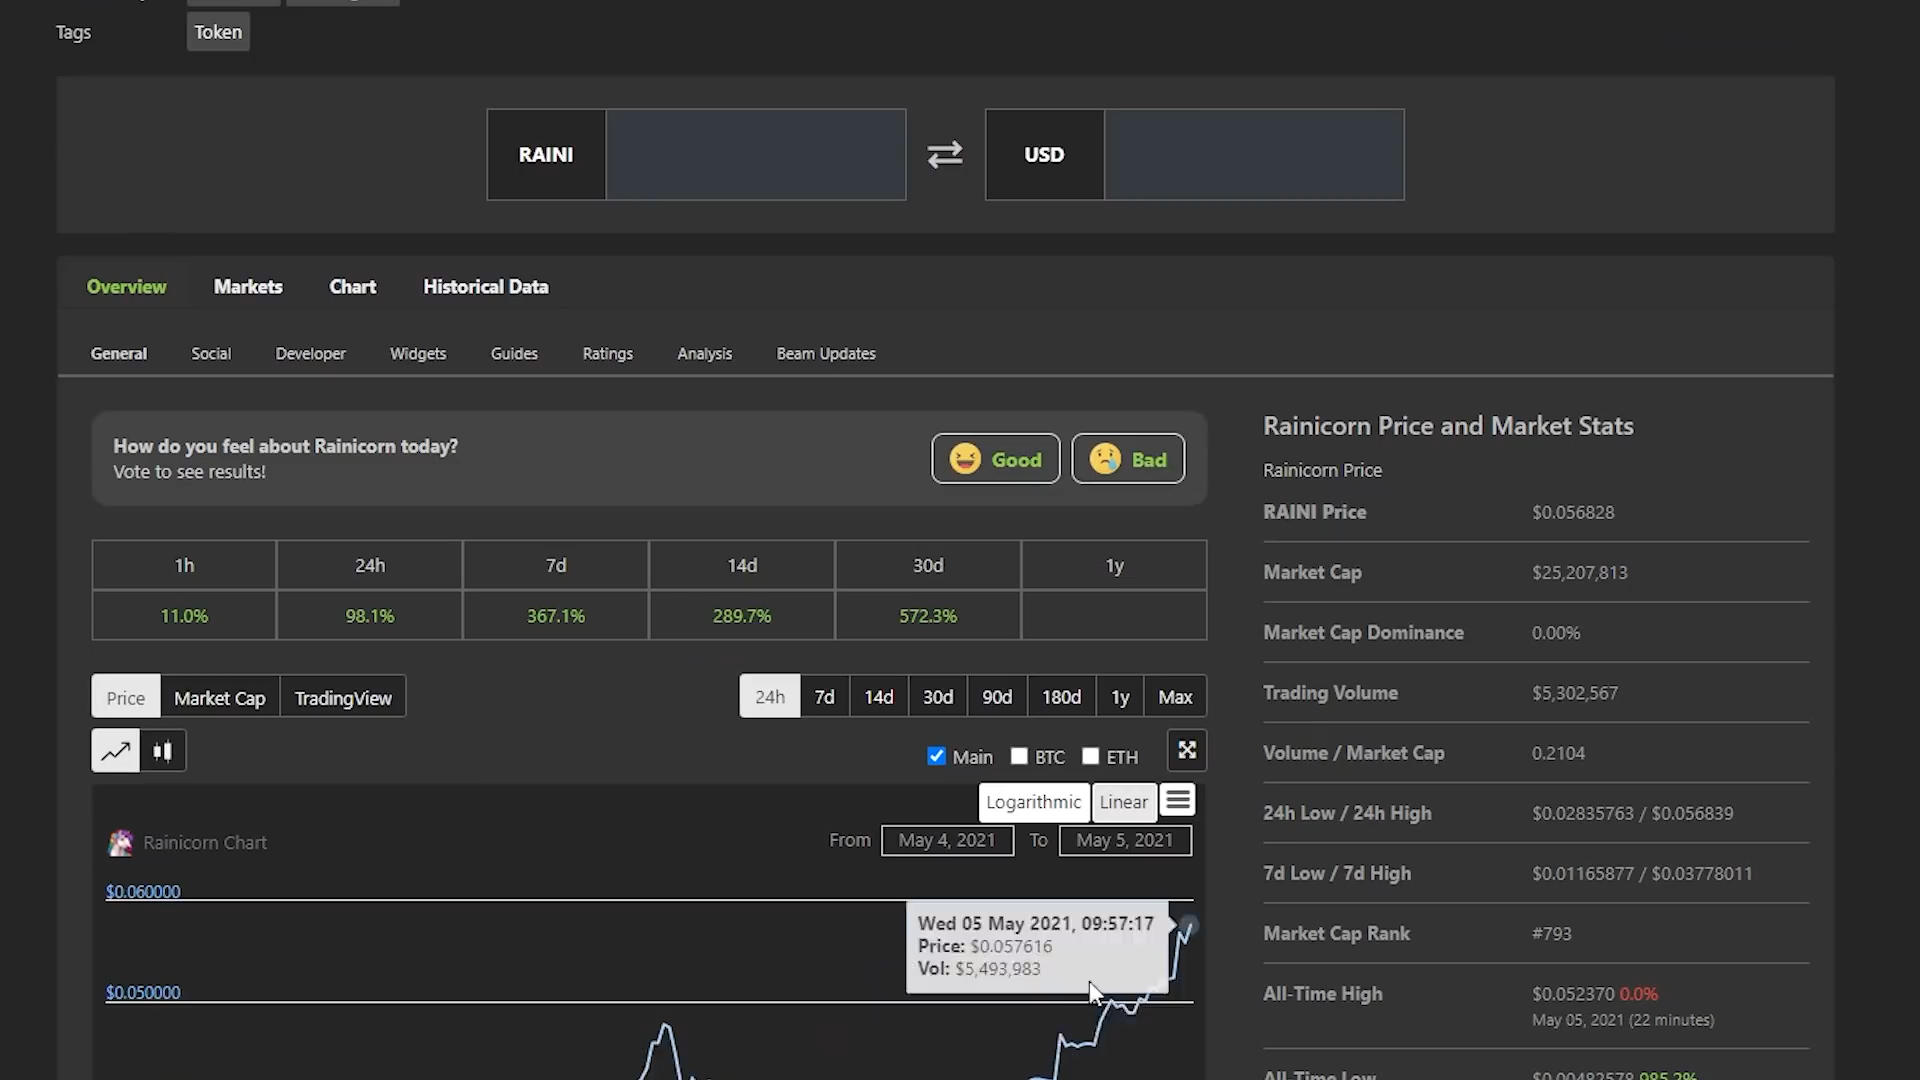 Tags
Token
RAINI
USD
Overview
Markets
Chart
Historical Data
General
Social
Developer
Widgets
Guides
Ratings
Analysis
Beam Updates
How do you feel about Rainicorn today?
Vote to see results!
Good
Bad
1h
24h
7d
14d
30d
1y
11.0%
98.1%
367.1%
289.7%
572.3%
Price
Market Cap
TradingView
24h
7d
14d
30d
90d
180d
1y
Max
Main
BTC
ETH
Logarithmic
Linear
Rainicorn Chart
From
May 4, 2021
To
May 5, 2021
$0.060000
Wed 05 May 2021, 09:57:17
Price: $0.057616
Vol: $5,493,983
$0.050000
Rainicorn Price and Market Stats
Rainicorn Price
RAINI Price
$0.056828
Market Cap
$25,207,813
Market Cap Dominance
0.00%
Trading Volume
$5,302,567
Volume / Market Cap
0.2104
24h Low / 24h High
$0.02835763 / $0.056839
7d Low / 7d High
$0.01165877 / $0.03778011
Market Cap Rank
#793
All-Time High
$0.052370 0.0%
May 05, 2021 (22 minutes)
All-Time Low
$0.00482578 985.2%